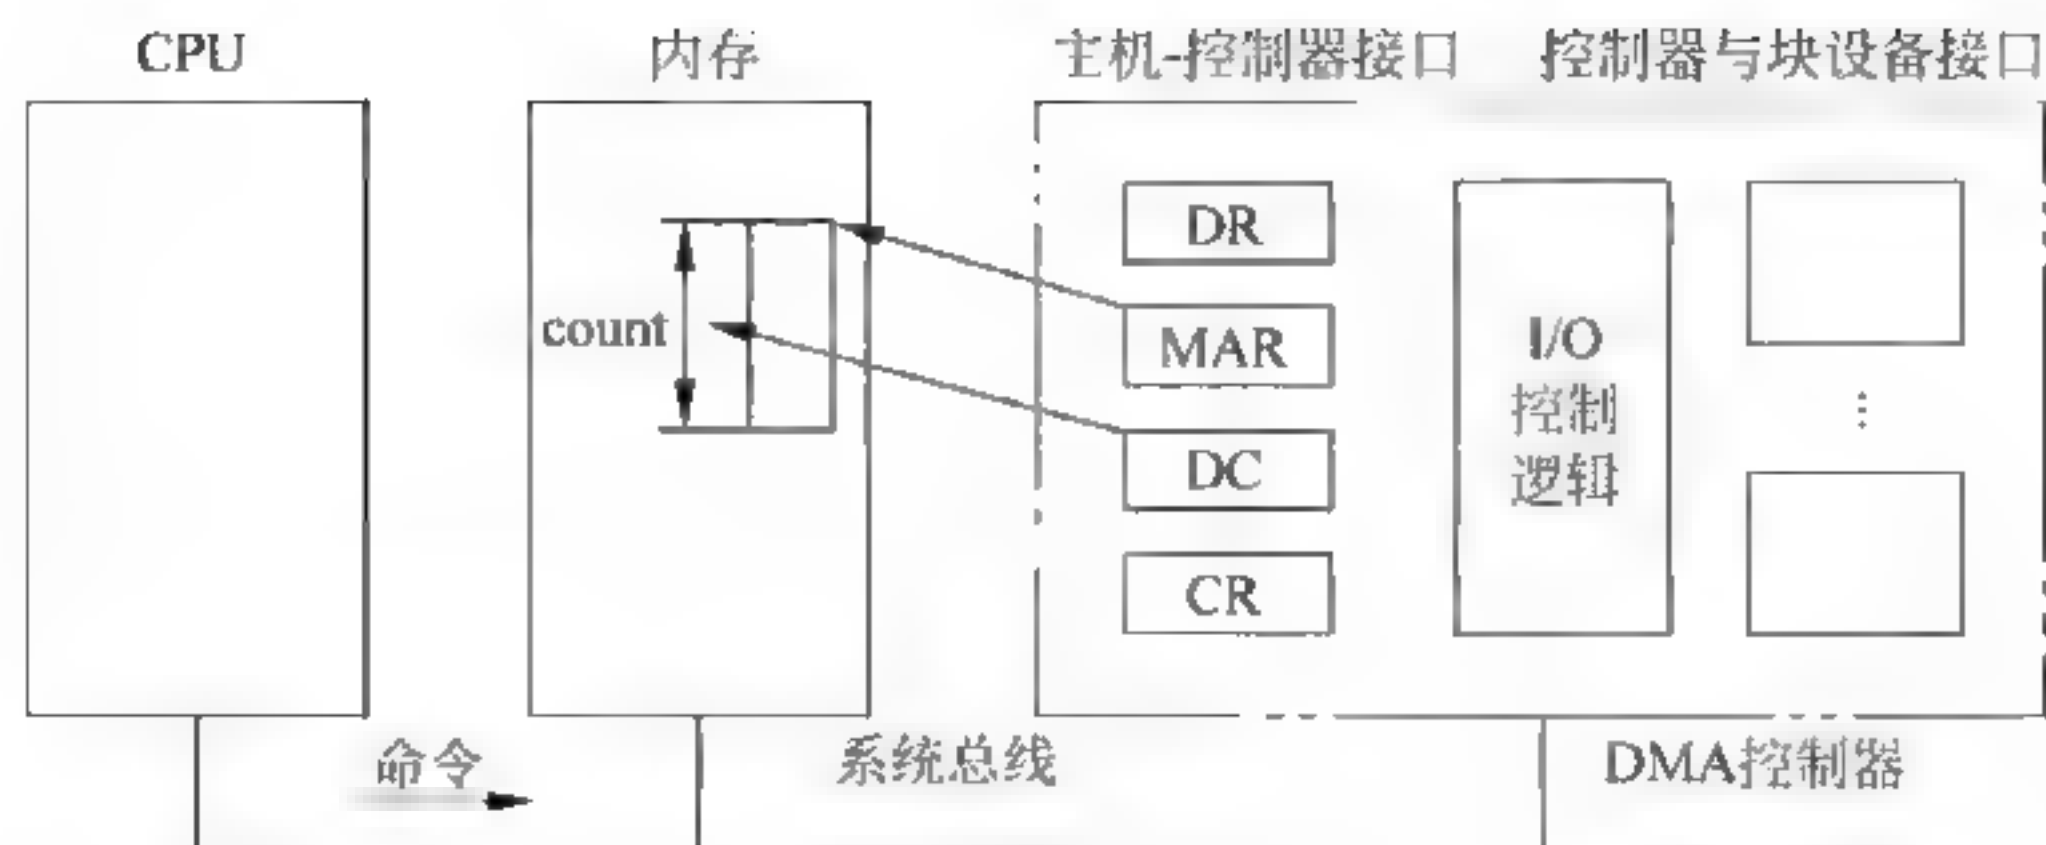 CPU
内存
主机-控制器接口
控制器与块设备接口
DR
MAR
count
DC
CR
I/O
控制
逻辑
⋮
命令
系统总线
DMA控制器